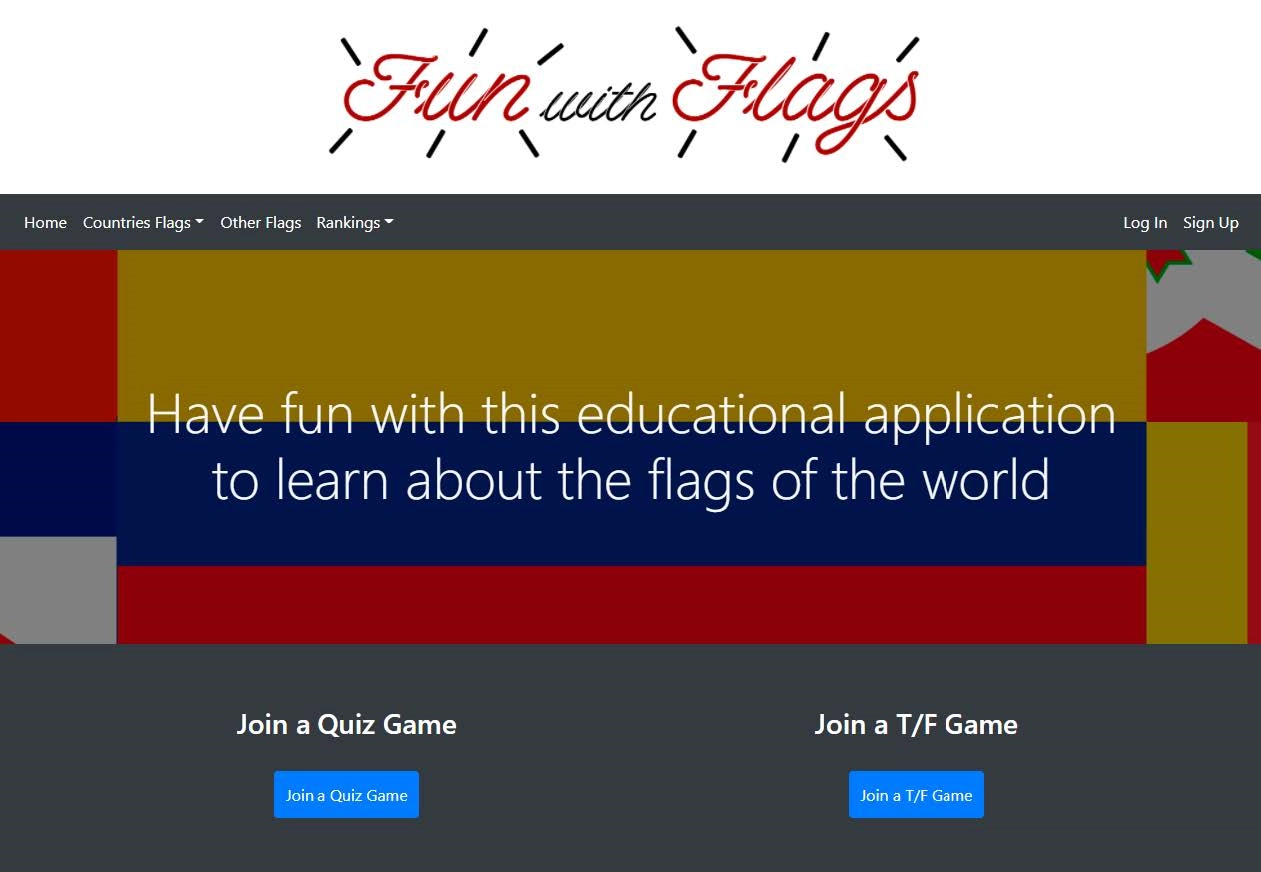 Fun with Flags
Home Countries Flags Other Flags Rankings Log In Sign Up
Have fun with this educational application
to learn about the flags of the world
Join a Quiz Game Join a T/F Game
Join a Quiz Game Join a T/F Game